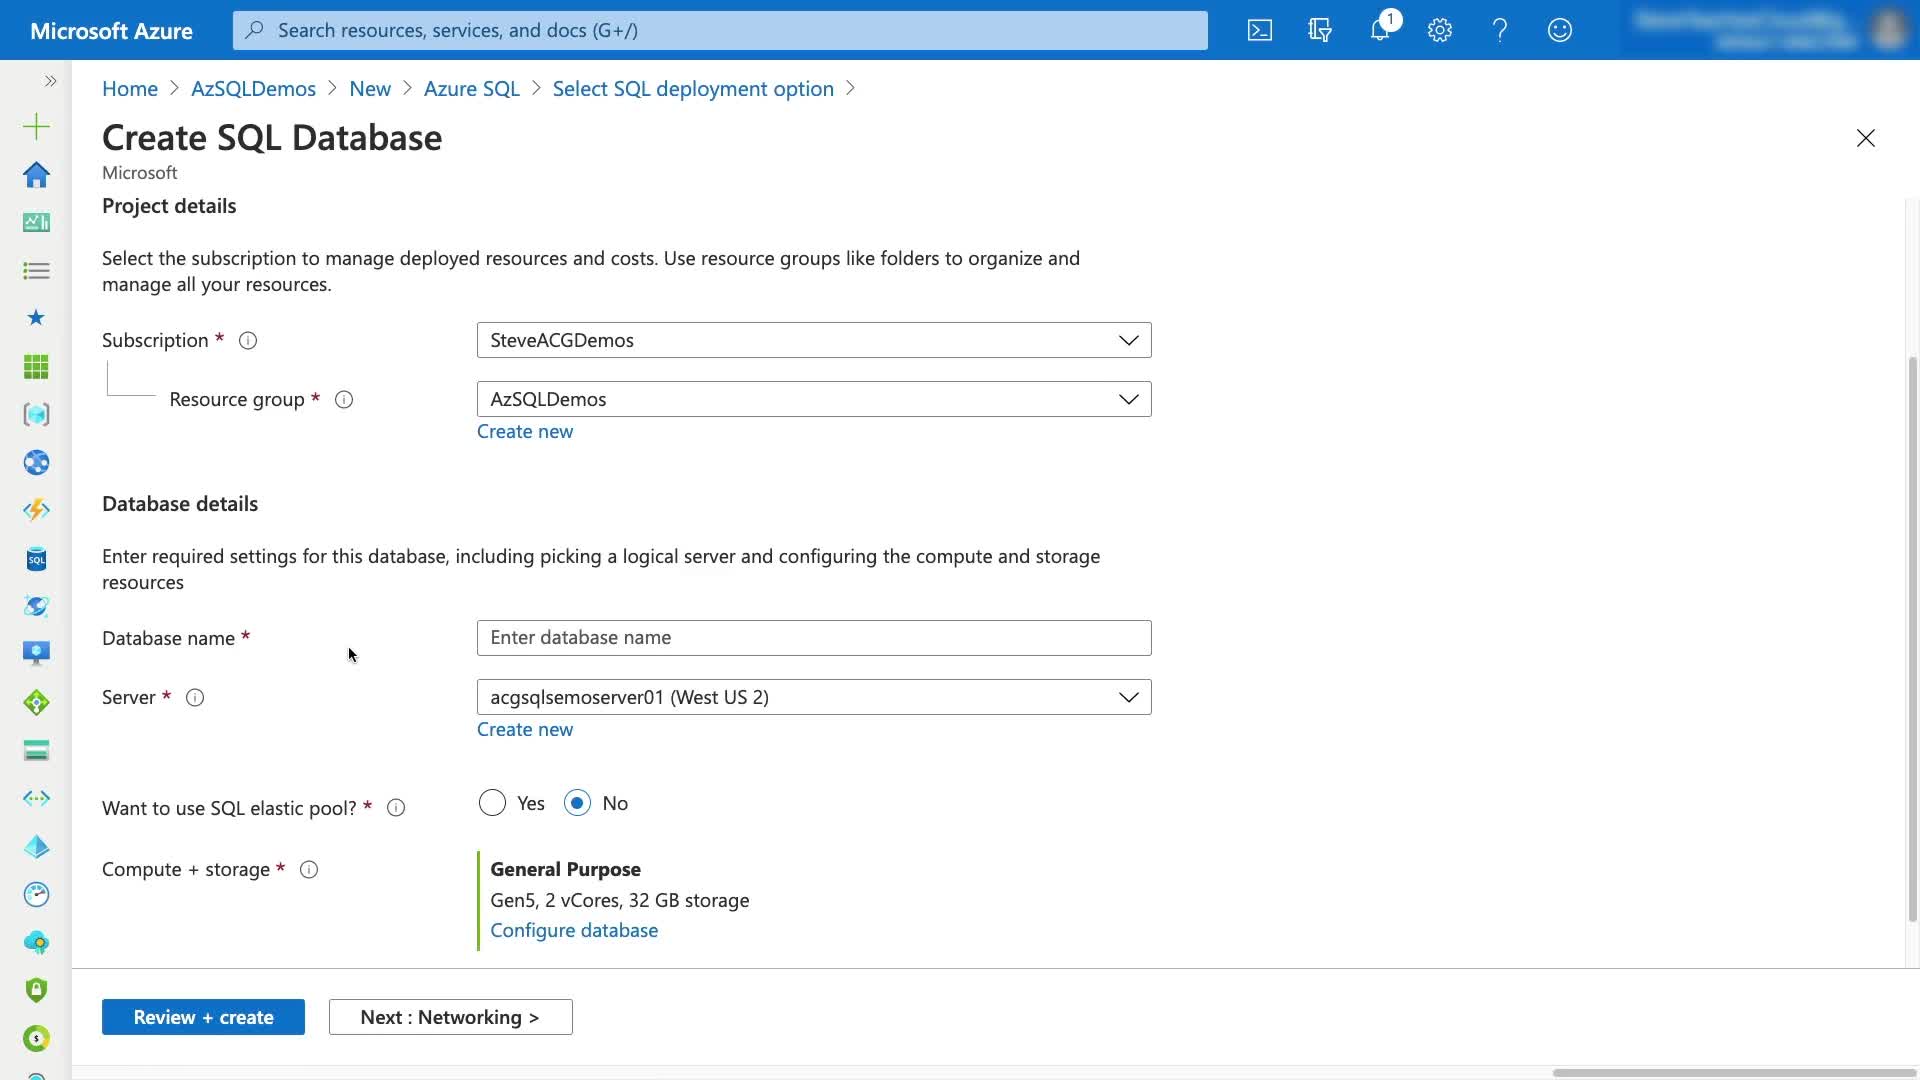 Microsoft Azure
Search resources, services, and docs (G+/)
1
Home > AzSQLDemos > New > Azure SQL > Select SQL deployment option >
Create SQL Database
Microsoft
Project details
Select the subscription to manage deployed resources and costs. Use resource groups like folders to organize and
manage all your resources.
Subscription *
SteveACGDemos
Resource group *
AzSQLDemos
Create new
Database details
Enter required settings for this database, including picking a logical server and configuring the compute and storage
resources
Database name *
Enter database name
Server *
acgsqlsemoserver01 (West US 2)
Create new
Want to use SQL elastic pool? *
Yes
No
Compute + storage *
General Purpose
Gen5, 2 vCores, 32 GB storage
Configure database
Review + create
Next : Networking >
SQL